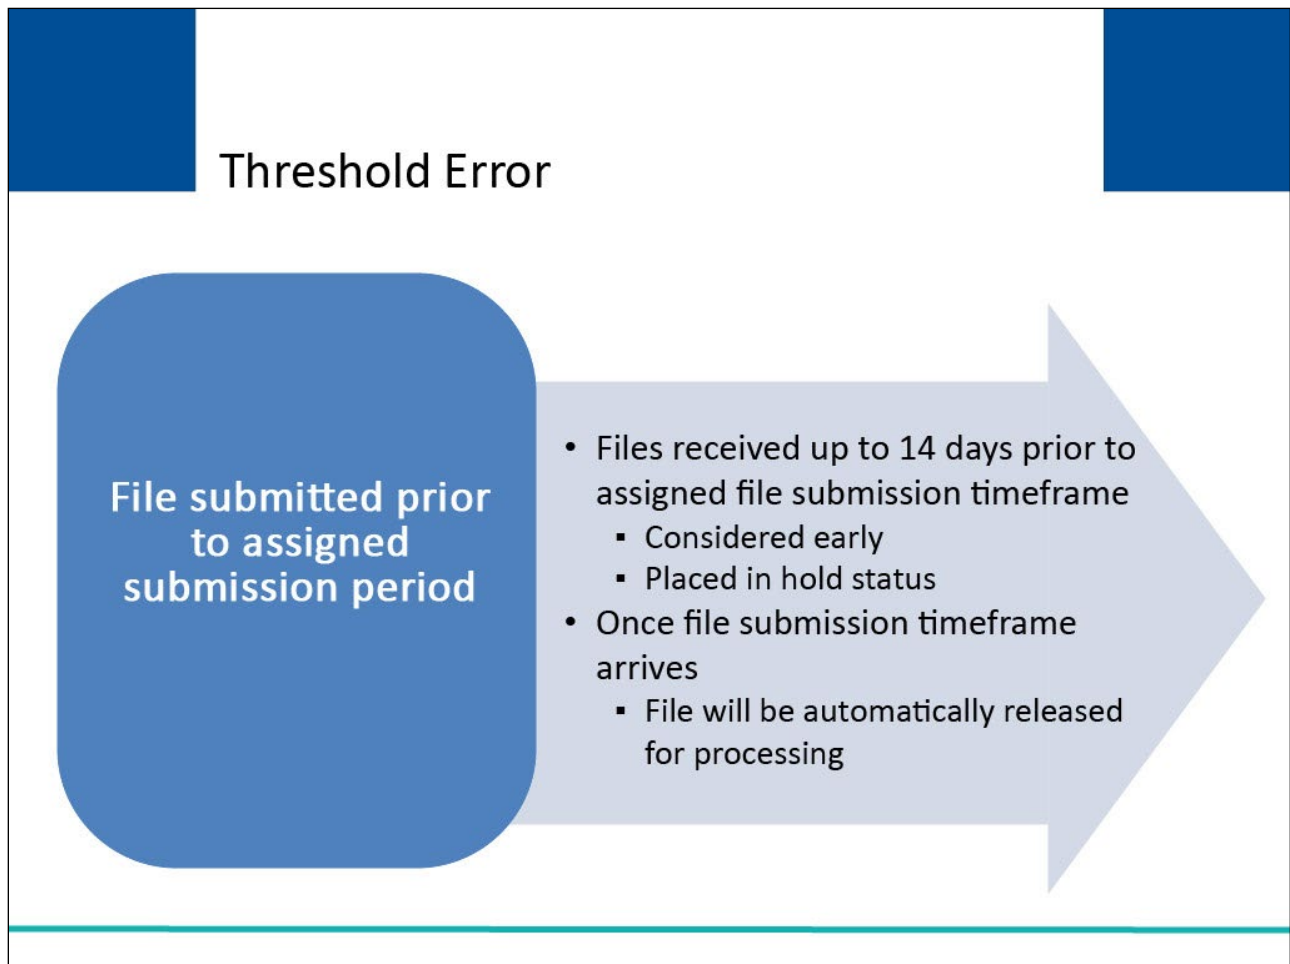 Threshold Error
File submitted prior
to assigned
submission period
• Files received up to 14 days prior to
assigned file submission timeframe
▪ Considered early
▪ Placed in hold status
• Once file submission timeframe
arrives
▪ File will be automatically released
for processing